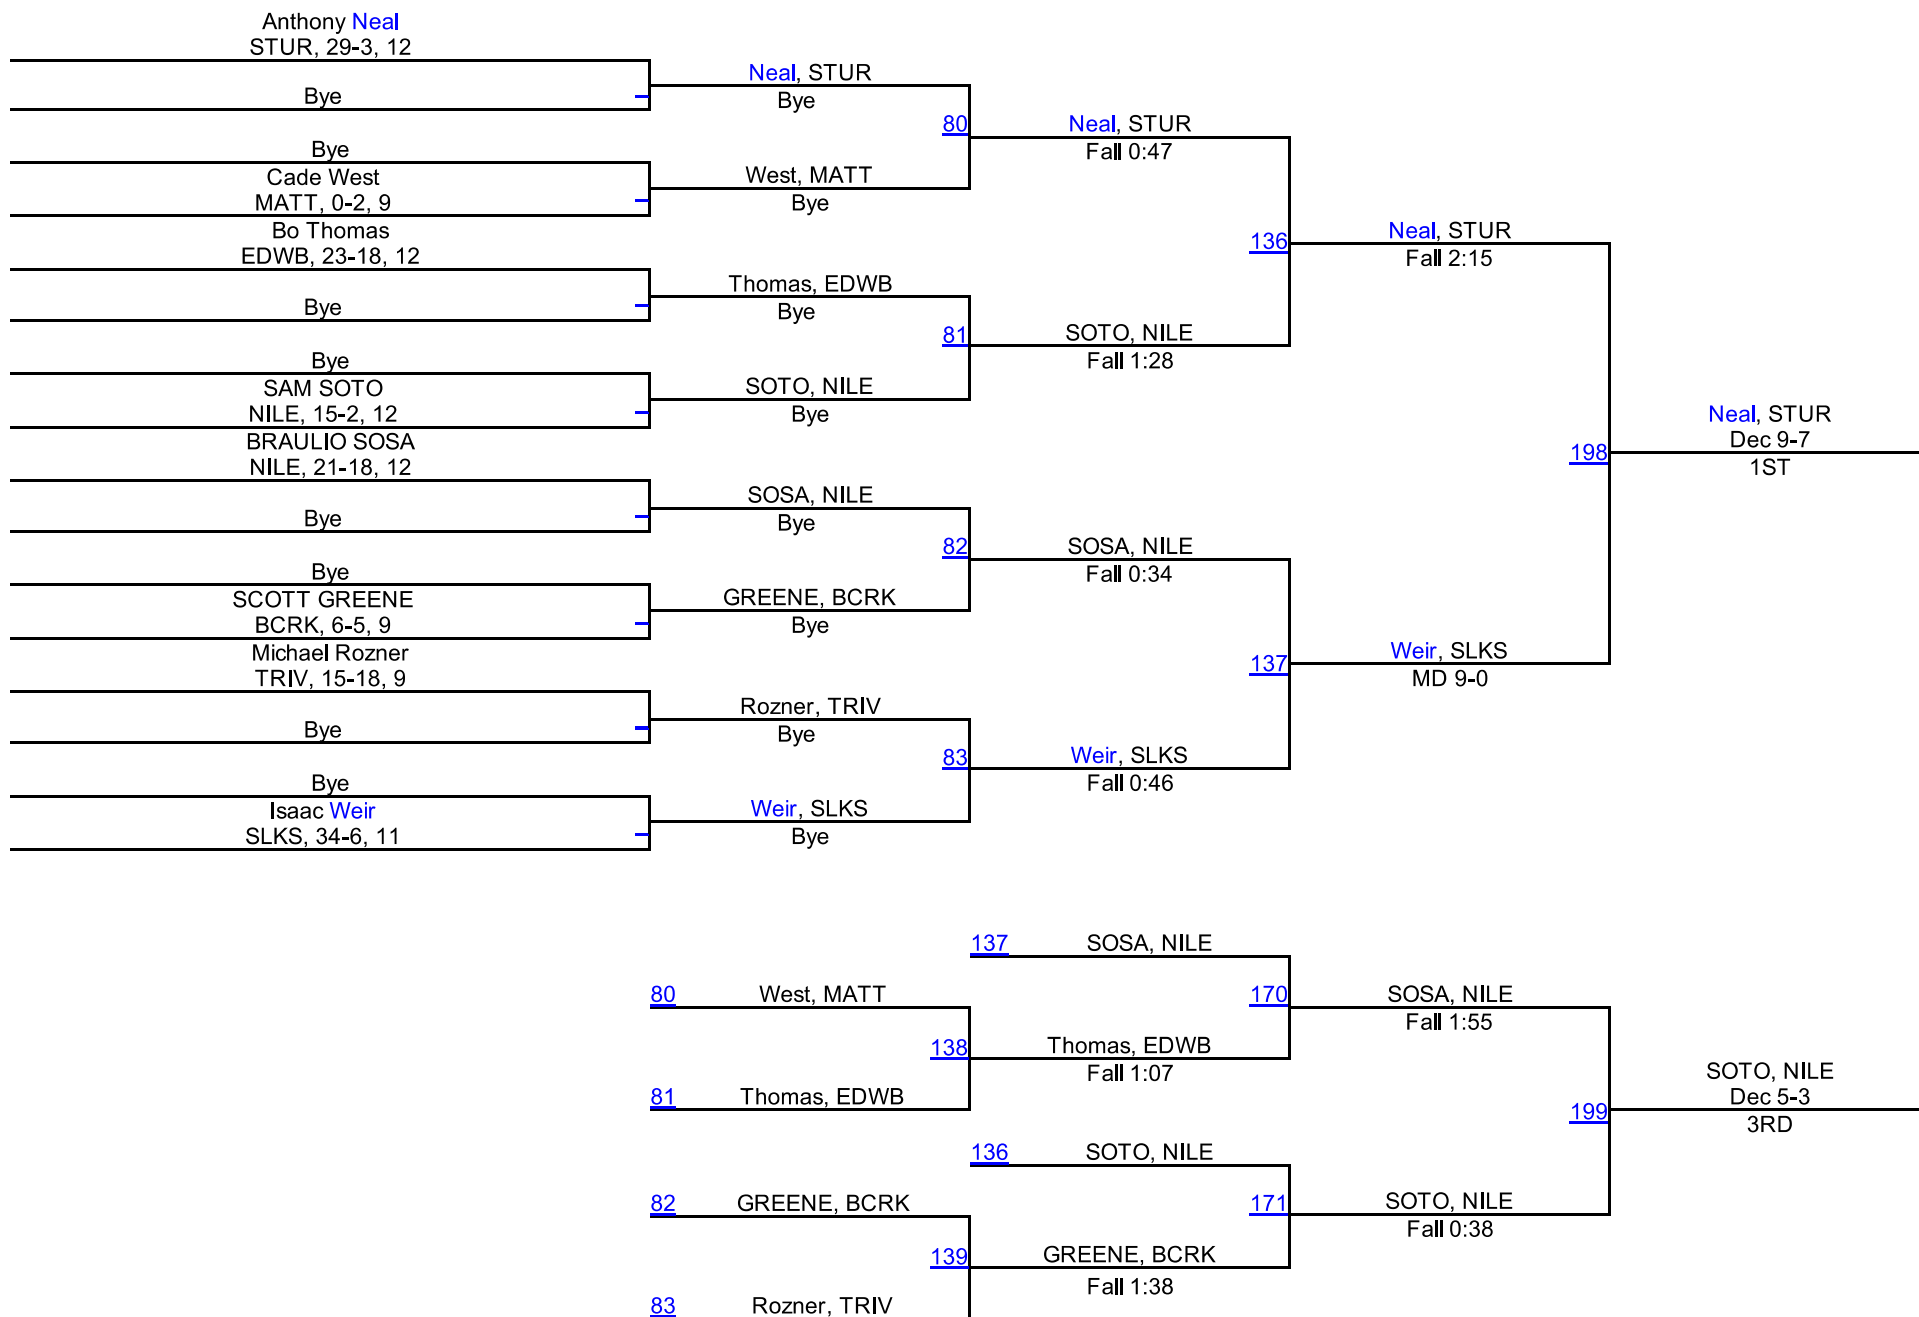 Anthony Neal
STUR, 29-3, 12
Bye
Bye
Cade West
MATT, 0-2, 9
Bo Thomas
EDWB, 23-18, 12
Bye
Bye
SAM SOTO
NILE, 15-2, 12
BRAULIO SOSA
NILE, 21-18, 12
Bye
Bye
SCOTT GREENE
BCRK, 6-5, 9
Michael Rozner
TRIV, 15-18, 9
Bye
Bye
Isaac Weir
SLKS, 34-6, 11
Neal, STUR
Bye
West, MATT
Bye
Thomas, EDWB
Bye
SOTO, NILE
Bye
SOSA, NILE
Bye
GREENE, BCRK
Bye
Rozner, TRIV
Bye
Weir, SLKS
Bye
80
Neal, STUR
Fall 0:47
81
SOTO, NILE
Fall 1:28
82
SOSA, NILE
Fall 0:34
83
Weir, SLKS
Fall 0:46
136
Neal, STUR
Fall 2:15
137
Weir, SLKS
MD 9-0
198
Neal, STUR
Dec 9-7
1ST
80 West, MATT
81 Thomas, EDWB
82 GREENE, BCRK
83 Rozner, TRIV
137 SOSA, NILE
138
Thomas, EDWB
Fall 1:07
136 SOTO, NILE
139
GREENE, BCRK
Fall 1:38
170
SOSA, NILE
Fall 1:55
171
SOTO, NILE
Fall 0:38
199
SOTO, NILE
Dec 5-3
3RD